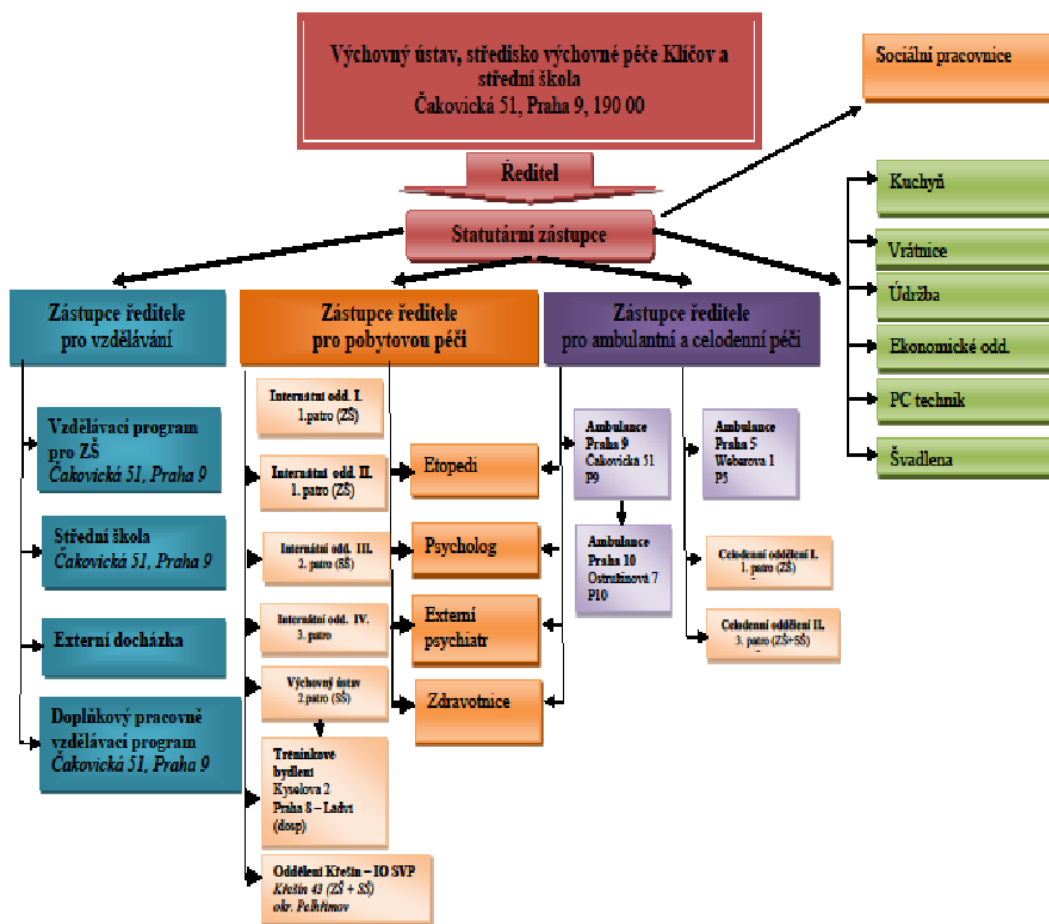 Výchovný ústav, středisko výchovné péče Klíčov a
střední škola
Čakovická 51, Praha 9, 190 00
Sociální pracovnice
Ředitel
Statutární zástupce
Kuchyň
Vrátnice
Údržba
Ekonomické odd.
PC technik
Švadlena
Zástupce ředitele
pro vzdělávání
Vzdělávací program
pro ZŠ
Čakovická 51, Praha 9
Střední škola
Čakovická 51, Praha 9
Externí docházka
Doplňkový pracovně
vzdělávací program
Čakovická 51, Praha 9
Zástupce ředitele
pro pobytovou péči
Internátní odd. I.
1.patro (ZŠ)
Internátní odd. II.
1. patro (ZŠ)
Internátní odd. III.
2. patro (SŠ)
Internátní odd. IV.
3. patro
Výchovný ústav
2.patro (SŠ)
Tréninkové
bydlení
Kyselova 2
Praha 8 – Ládví
(dosp)
Oddělení Křešín – IO SVP
Křešín 43 (ZŠ + SŠ)
okr. Pelhřimov
Etopedi
Psycholog
Externí
psychiatr
Zdravotnice
Zástupce ředitele
pro ambulantní a celodenní péči
Ambulance
Praha 9
Čakovická 51
P9
Ambulance
Praha 10
Ostružinová 7
P10
Ambulance
Praha 5
Weberova 1
P5
Celodenní oddělení I.
1. patro (ZŠ)
Celodenní oddělení II.
3. patro (ZŠ+SŠ)